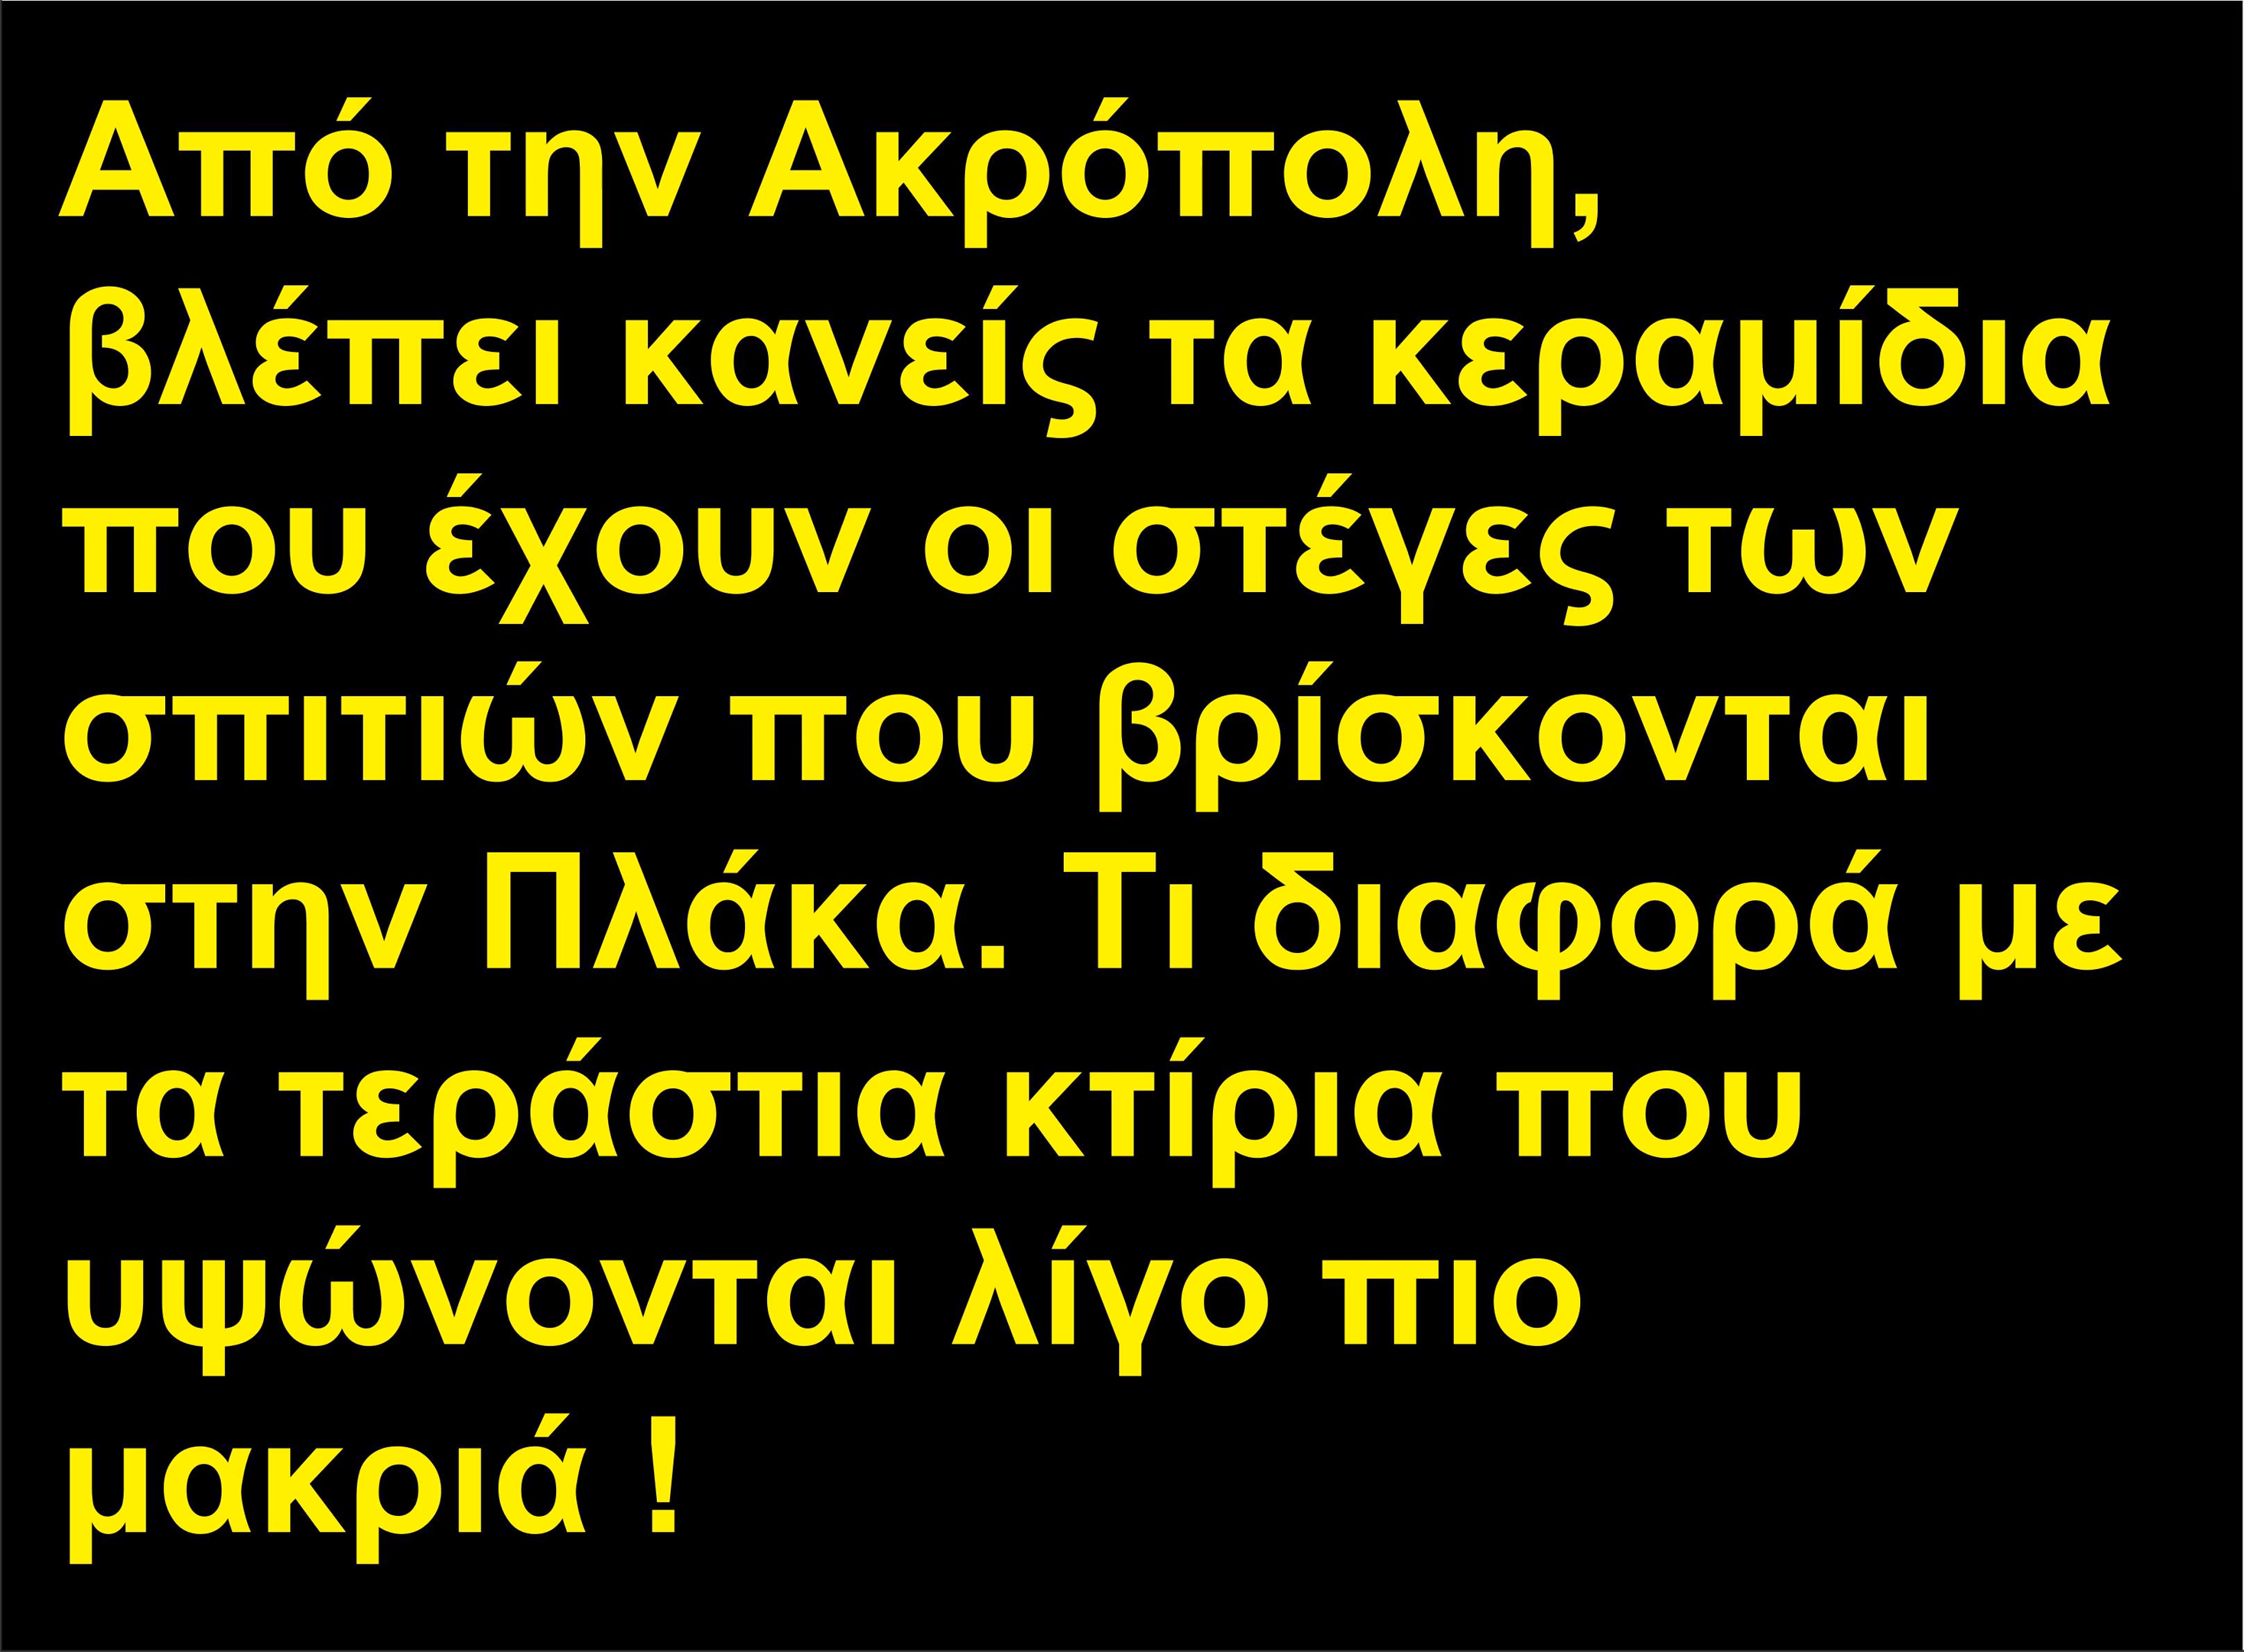 Από την Ακρόπολη,
βλέπει κανείς τα κεραμίδια
που έχουν οι στέγες των
σπιτιών που βρίσκονται
στην Πλάκα. Τι διαφορά με
τα τεράστια κτίρια που
υψώνονται λίγο πιο
μακριά !